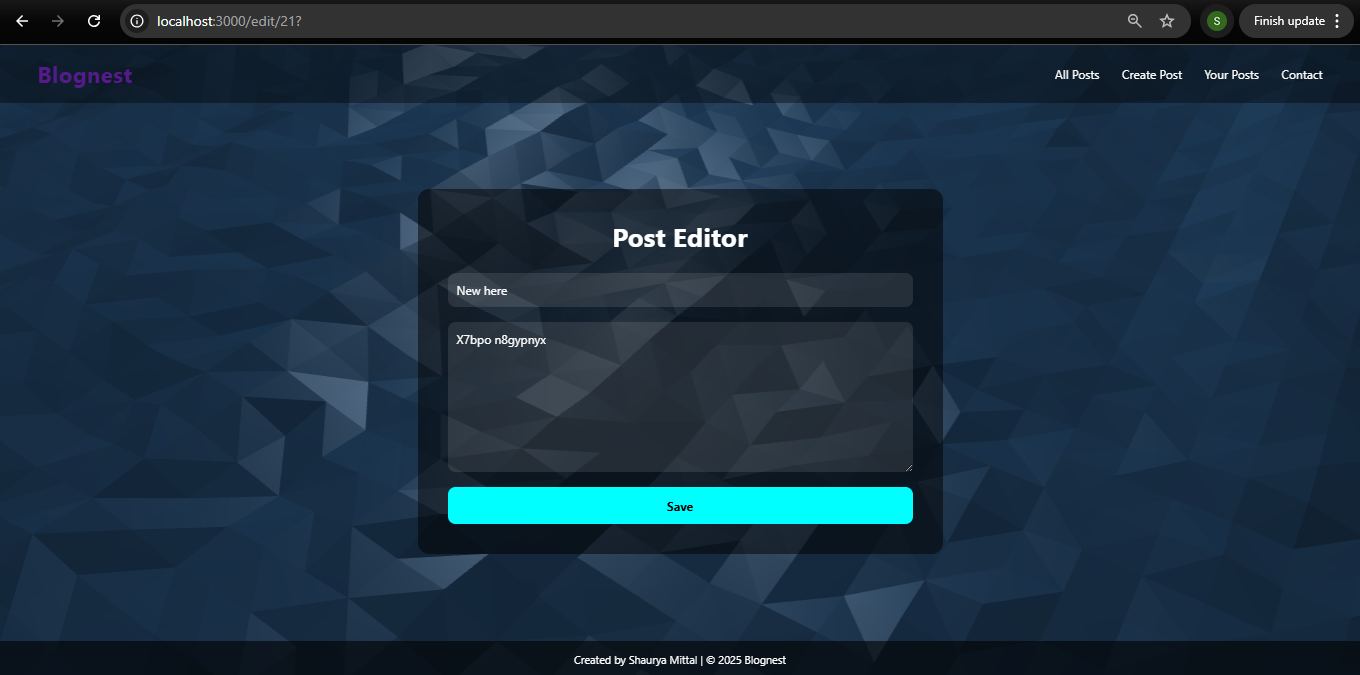 localhost:3000/edit/21?
S
Finish update
Blognest
All Posts
Create Post
Your Posts
Contact
Post Editor
New here
X7bpo n8gypnyx
Save
Created by Shaurya Mittal | © 2025 Blognest